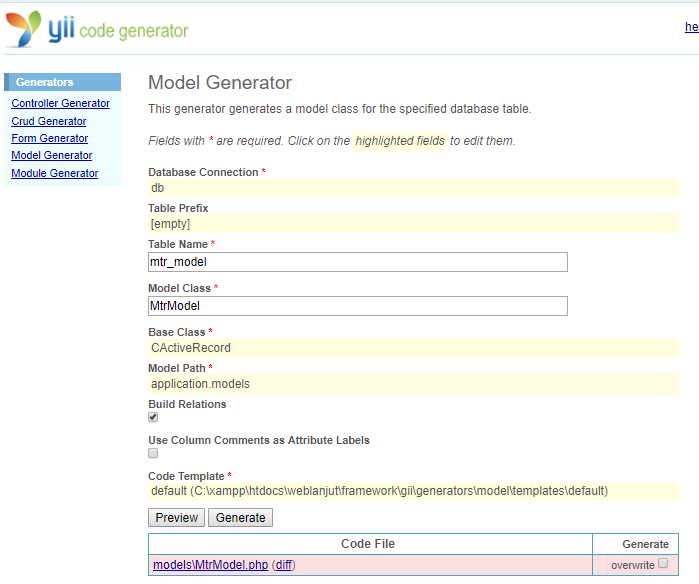 yii code generator
he
Generators
Controller Generator
Crud Generator
Form Generator
Model Generator
Module Generator
Model Generator
This generator generates a model class for the specified database table.
Fields with * are required. Click on the highlighted fields to edit them.
Database Connection *
db
Table Prefix
[empty]
Table Name *
mtr_model
Model Class *
MtrModel
Base Class *
CActiveRecord
Model Path *
application.models
Build Relations
Use Column Comments as Attribute Labels
Code Template *
default (C:\xampp\htdocs\weblanjut\framework\gii\generators\model\templates\default)
Preview Generate
Code File Generate
models\MtrModel.php (diff) overwrite